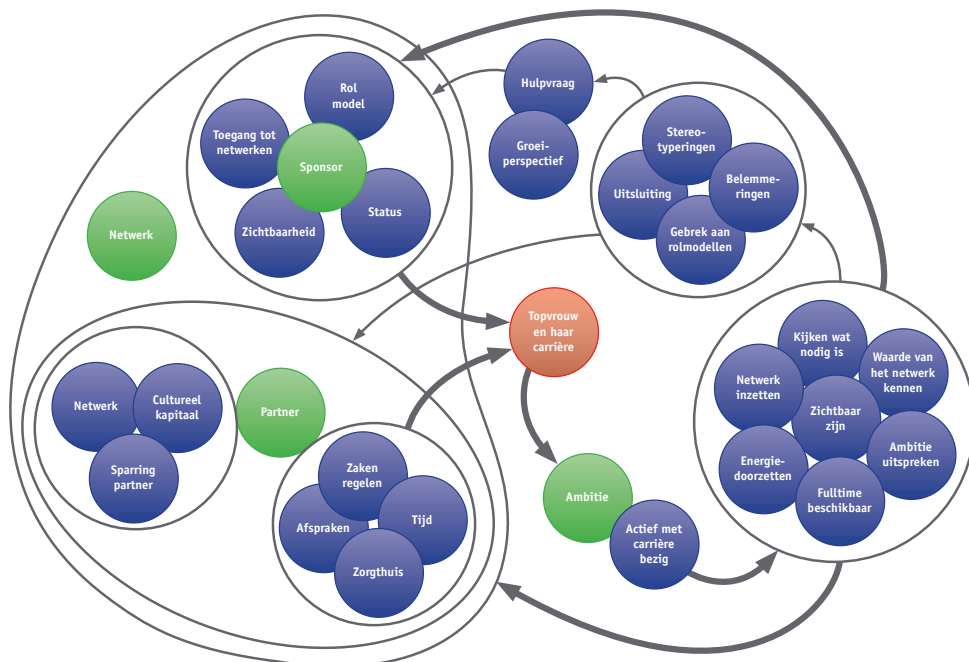 Rol
model
Toegang tot
netwerken
Sponsor
Status
Zichtbaarheid
Netwerk
Hulpvraag
Groei-
perspectief
Stereo-
typeringen
Uitsluiting
Belemme-
ringen
Gebrek aan
rolmodellen
Topvrouw
en haar
carrière
Netwerk
Cultureel
kapitaal
Sparring
partner
Partner
Zaken
regelen
Afspraken
Tijd
Zorgthuis
Ambitie
Actief met
carrière
bezig
Kijken wat
nodig is
Waarde van
het netwerk
kennen
Netwerk
inzetten
Zichtbaar
zijn
Ambitie
uitspreken
Energie-
doorzetten
Fulltime
beschikbaar